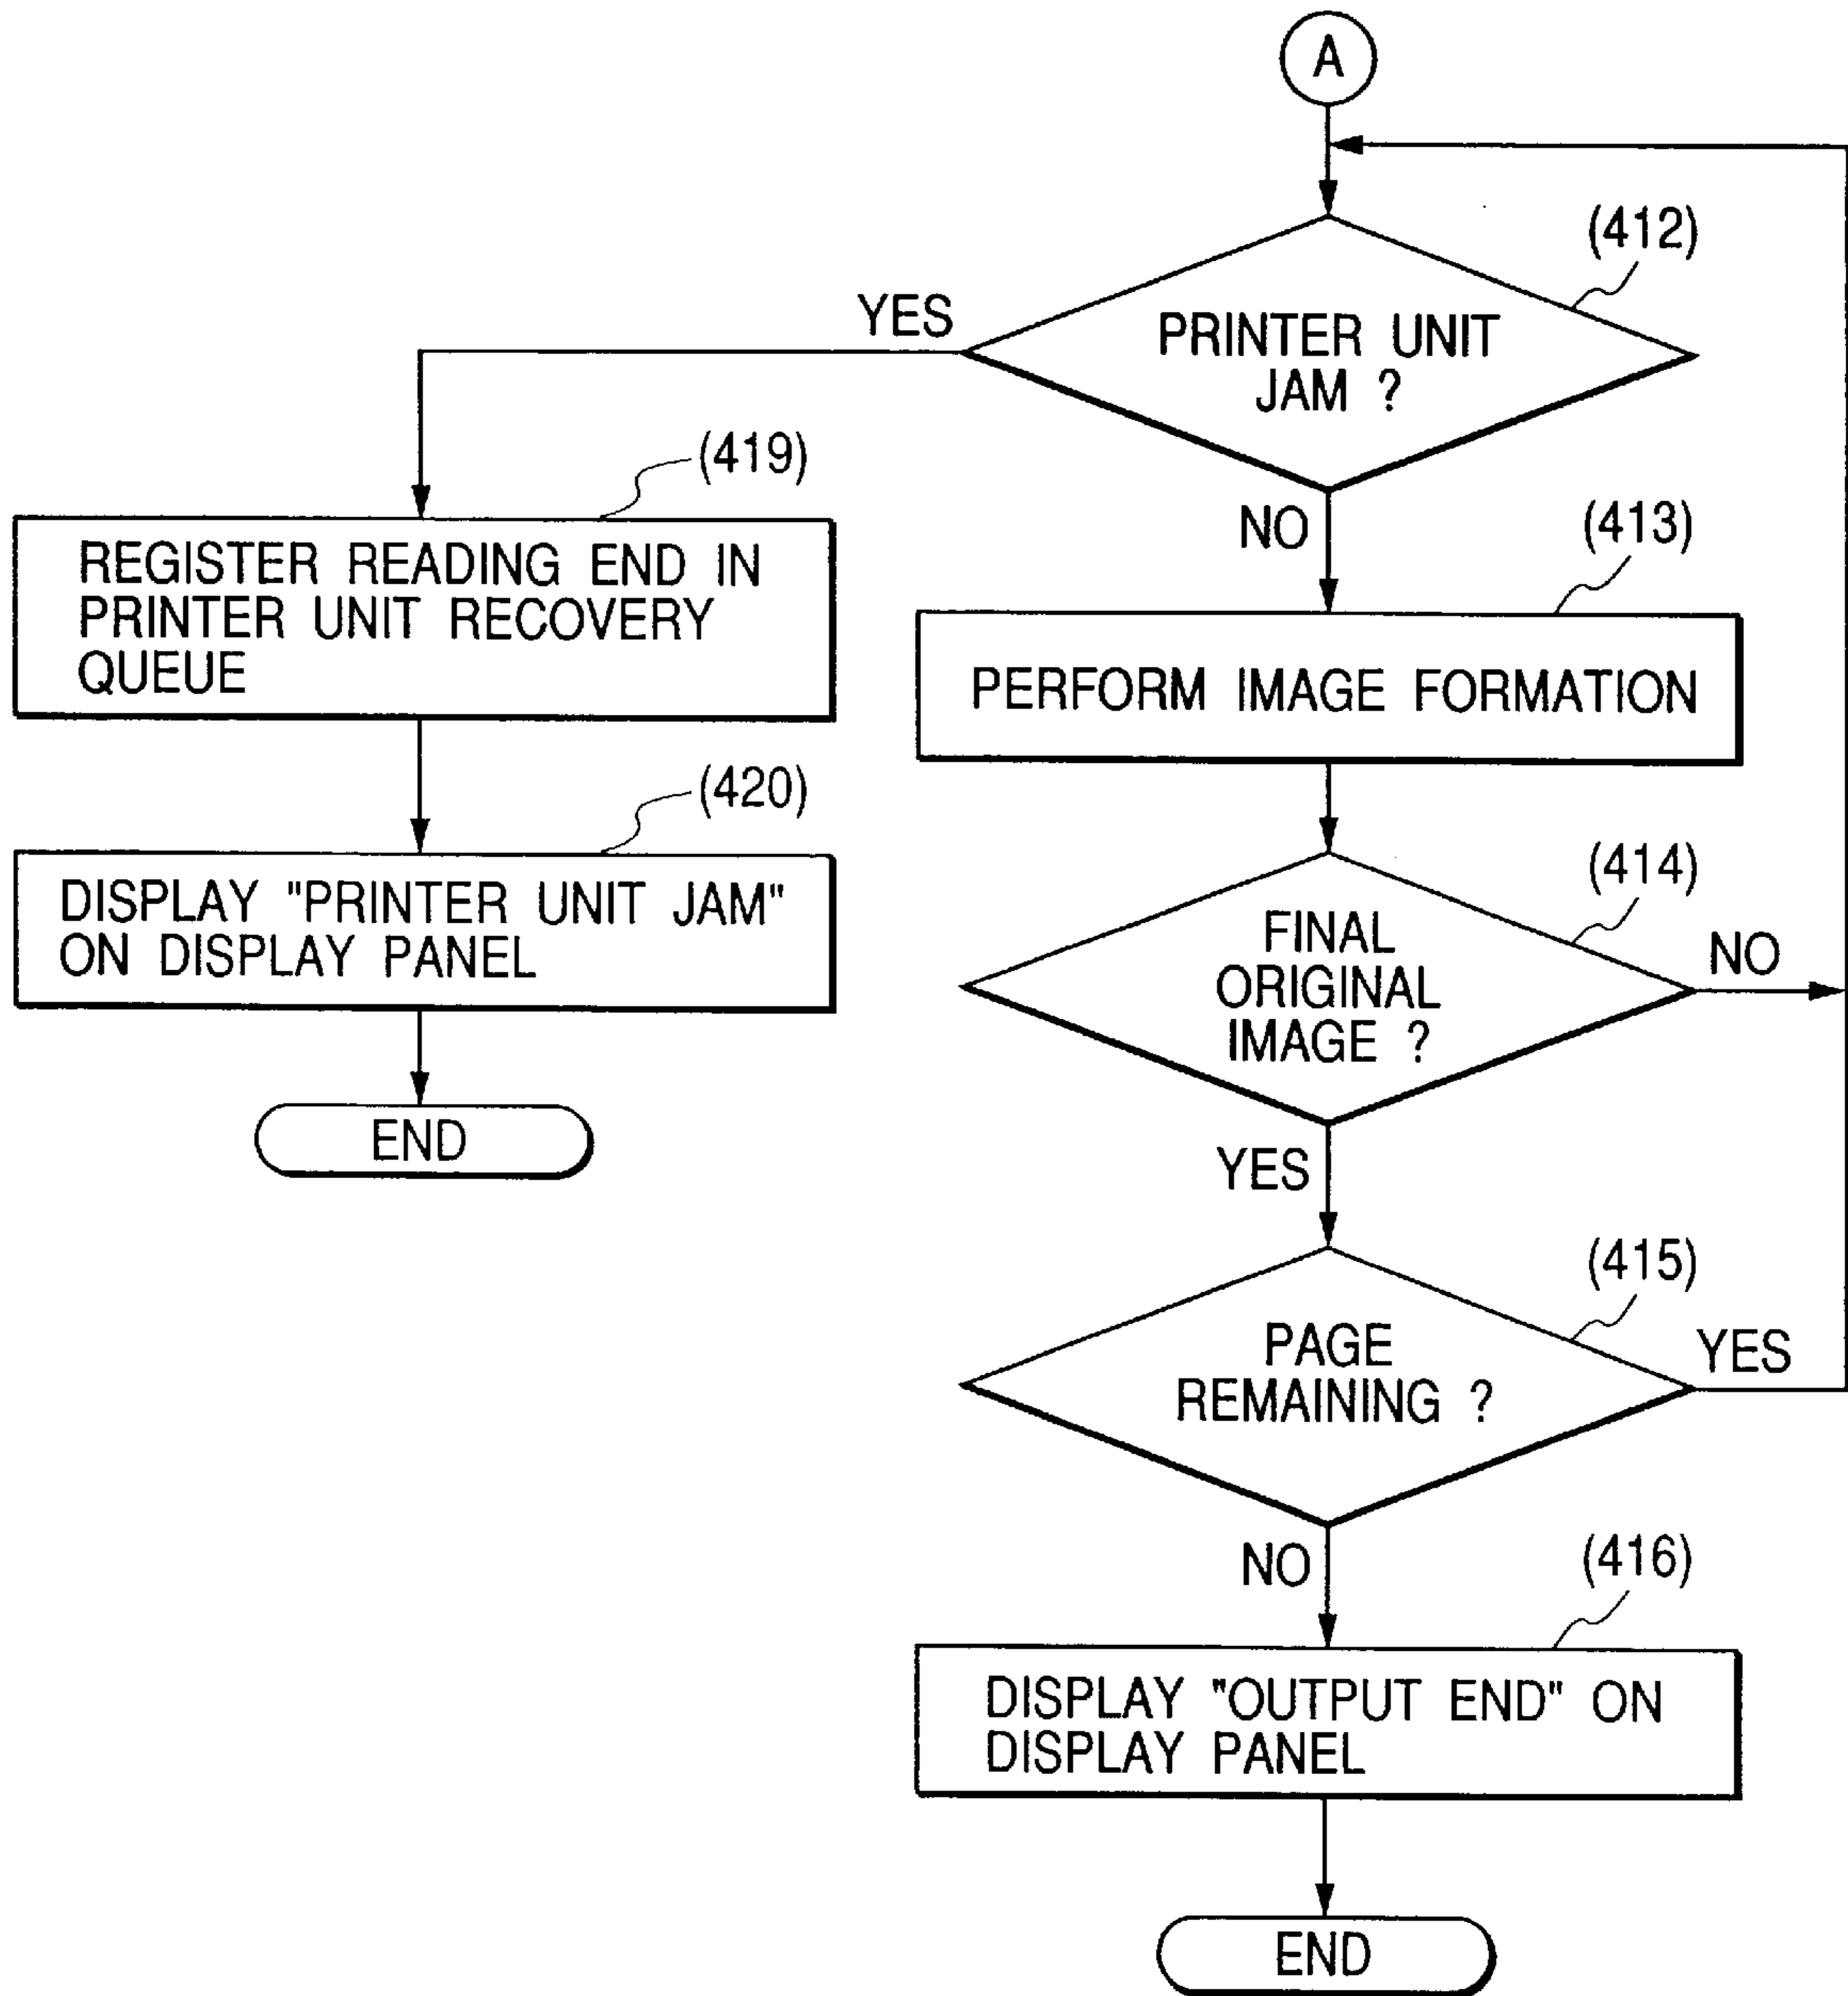 A
(412)
YES
PRINTER UNIT
JAM ?
(419)
NO
(413)
REGISTER READING END IN
PRINTER UNIT RECOVERY
QUEUE
PERFORM IMAGE FORMATION
(420)
(414)
DISPLAY "PRINTER UNIT JAM"
ON DISPLAY PANEL
FINAL
ORIGINAL
IMAGE ?
NO
END
YES
(415)
PAGE
REMAINING ?
YES
NO
(416)
DISPLAY "OUTPUT END" ON
DISPLAY PANEL
END